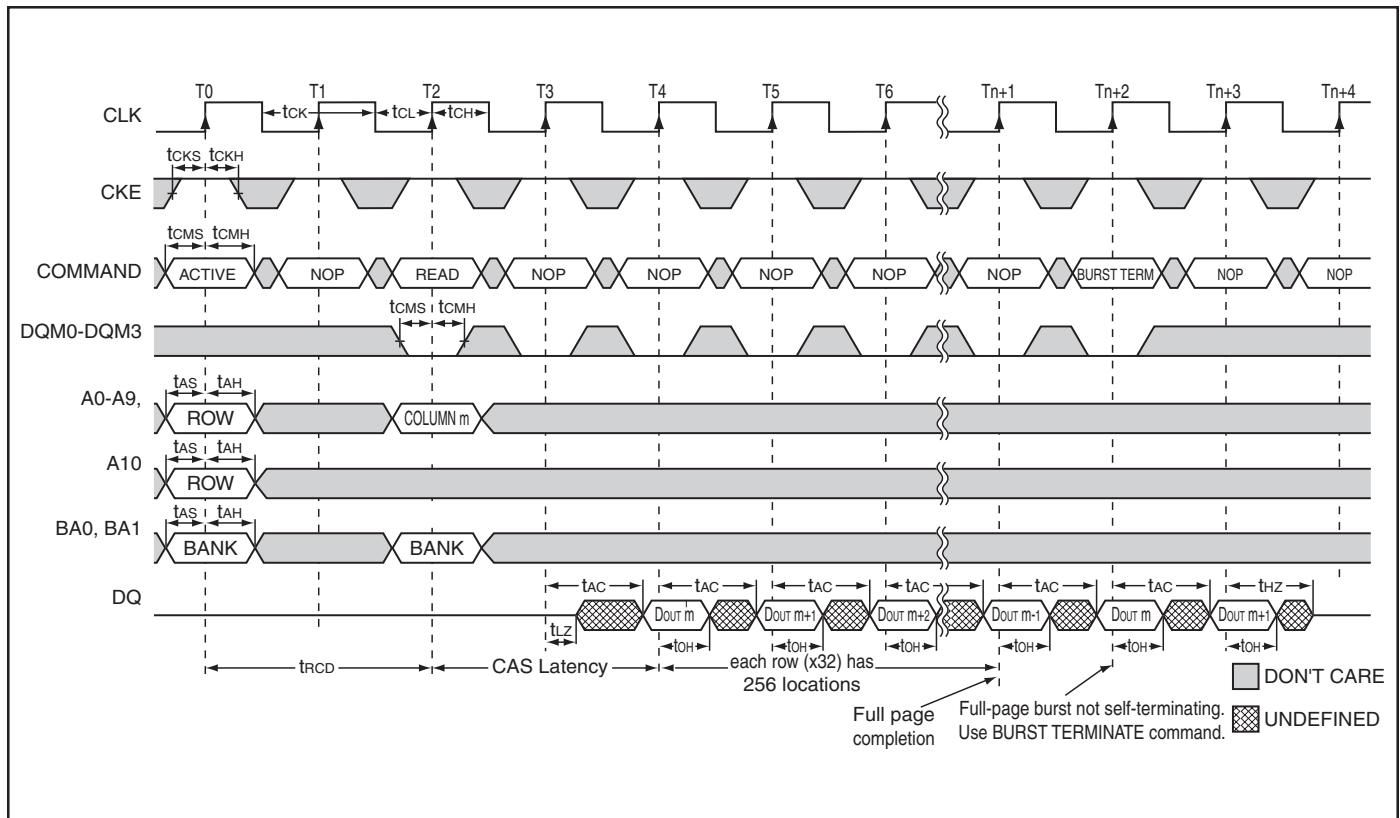 T0 T1 T2 T3 T4 T5 T6 Tn+1 Tn+2 Tn+3 Tn+4
CLK tCK tCL tCH
tCKS tCKH
CKE
tCMS tCMH
COMMAND ACTIVE NOP READ NOP NOP NOP NOP NOP BURST TERM NOP NOP
tCMS tCMH
DQM0-DQM3
A0-A9, tAS tAH
ROW COLUMN m
A10 tAS tAH
ROW
BA0, BA1 tAS tAH
BANK BANK
DQ tAC tAC tAC tAC tAC tAC tHZ
DOUT m DOUT m+1 DOUT m+2 DOUT m-1 DOUT m DOUT m+1
tLZ tOH tOH tOH tOH tOH tOH
tRCD CAS Latency each row (x32) has
256 locations
DON'T CARE
Full page
completion
Full-page burst not self-terminating.
Use BURST TERMINATE command.
UNDEFINED